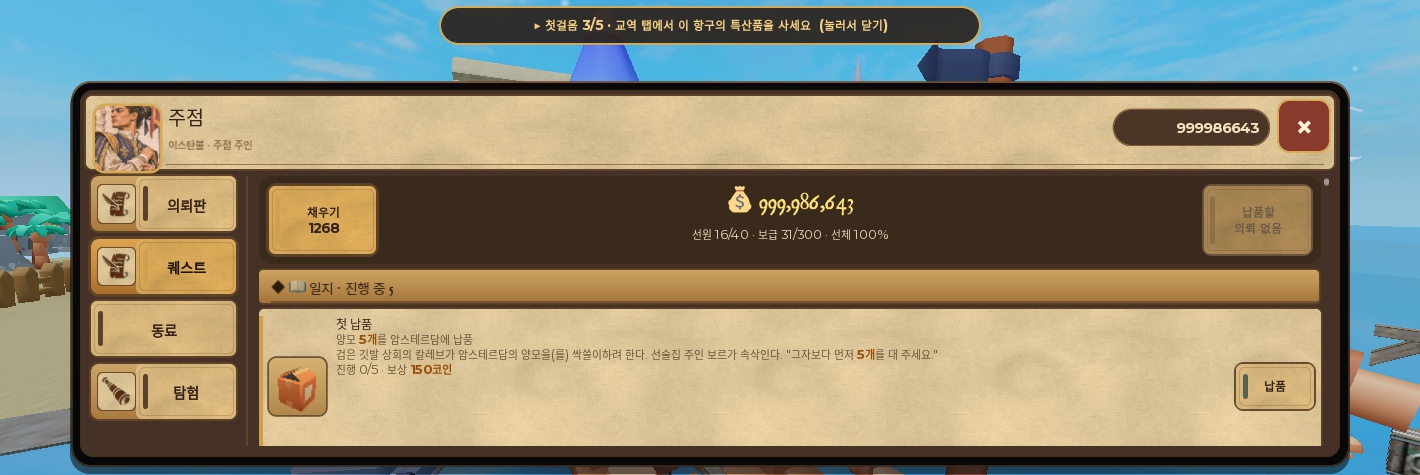 ▸ 첫걸음 3/5 · 교역 탭에서 이 항구의 특산품을 사세요 (눌러서 닫기)
주점
이스탄불 · 주점 주인
999986643
×
의뢰판
퀘스트
동료
탐험
채우기
1268
999,986,643
선원 16/40 · 보급 31/300 · 선체 100%
납품할
의뢰 없음
◆ 📖 일지 · 진행 중 5
첫 납품
양모 5개를 암스테르담에 납품
검은 깃발 상회의 칼레브가 암스테르담의 양모을(를) 싹쓸이하려 한다. 선술집 주인 보르가 속삭인다. "그자보다 먼저 5개를 대 주세요."
진행 0/5 · 보상 150코인
납품